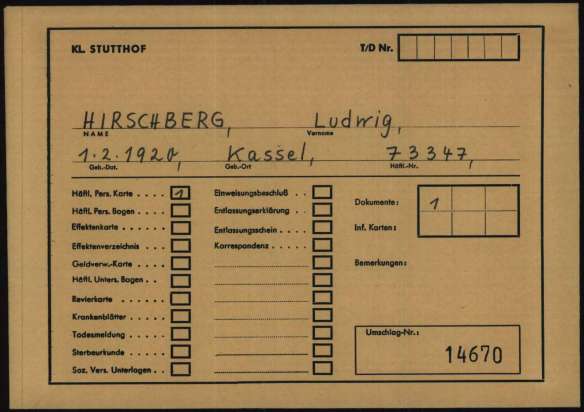 KL STUTTHOF
T/D Nr.
HIRSCHBERG, Ludwig,
NAME Vorname
1.2.1920, Kassel, 73347,
Geb.-Dat. Geb.-Ort Häftl.-Nr.
Häftl. Pers. Karte . . . . 1
Häftl. Pers. Bogen . . . .
Effektenkarte . . . . .
Effektenverzeichnis . .
Geldverw.-Karte . . . .
Häftl. Unters. Bogen . .
Revierkarte . . . . . .
Krankenblätter . . . . .
Todesmeldung . . . . .
Sterbeurkunde . . . . .
Soz. Vers. Unterlagen . .
Einweisungsbeschluß . .
Entlassungserklärung . .
Entlassungsschein . . .
Korrespondenz . . . .
Dokumente: 1
Inf. Karten:
Bemerkungen:
Umschlag-Nr.:
14670